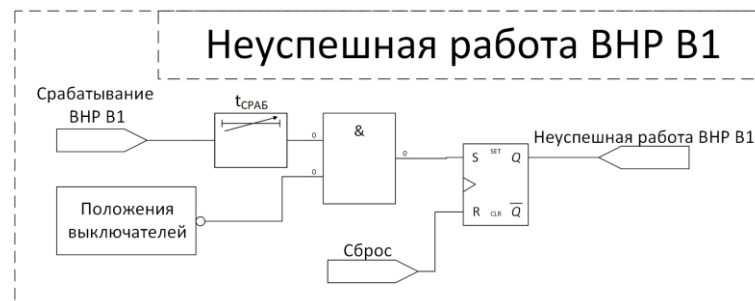 Неуспешная работа ВНР В1
Срабатывание
ВНР В1
tСРАБ
0
0
&
0
Положения
выключателей
S SET Q
R CLR Q̅
Сброс
Неуспешная работа ВНР В1